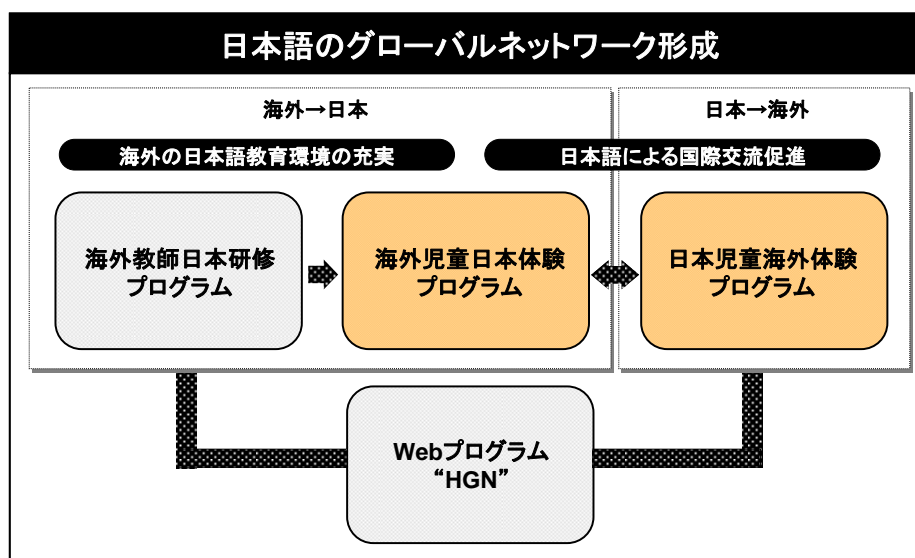 日本語のグローバルネットワーク形成
海外→日本
日本→海外
海外の日本語教育環境の充実
日本語による国際交流促進
海外教師日本研修
プログラム
海外児童日本体験
プログラム
日本児童海外体験
プログラム
Webプログラム
“HGN”